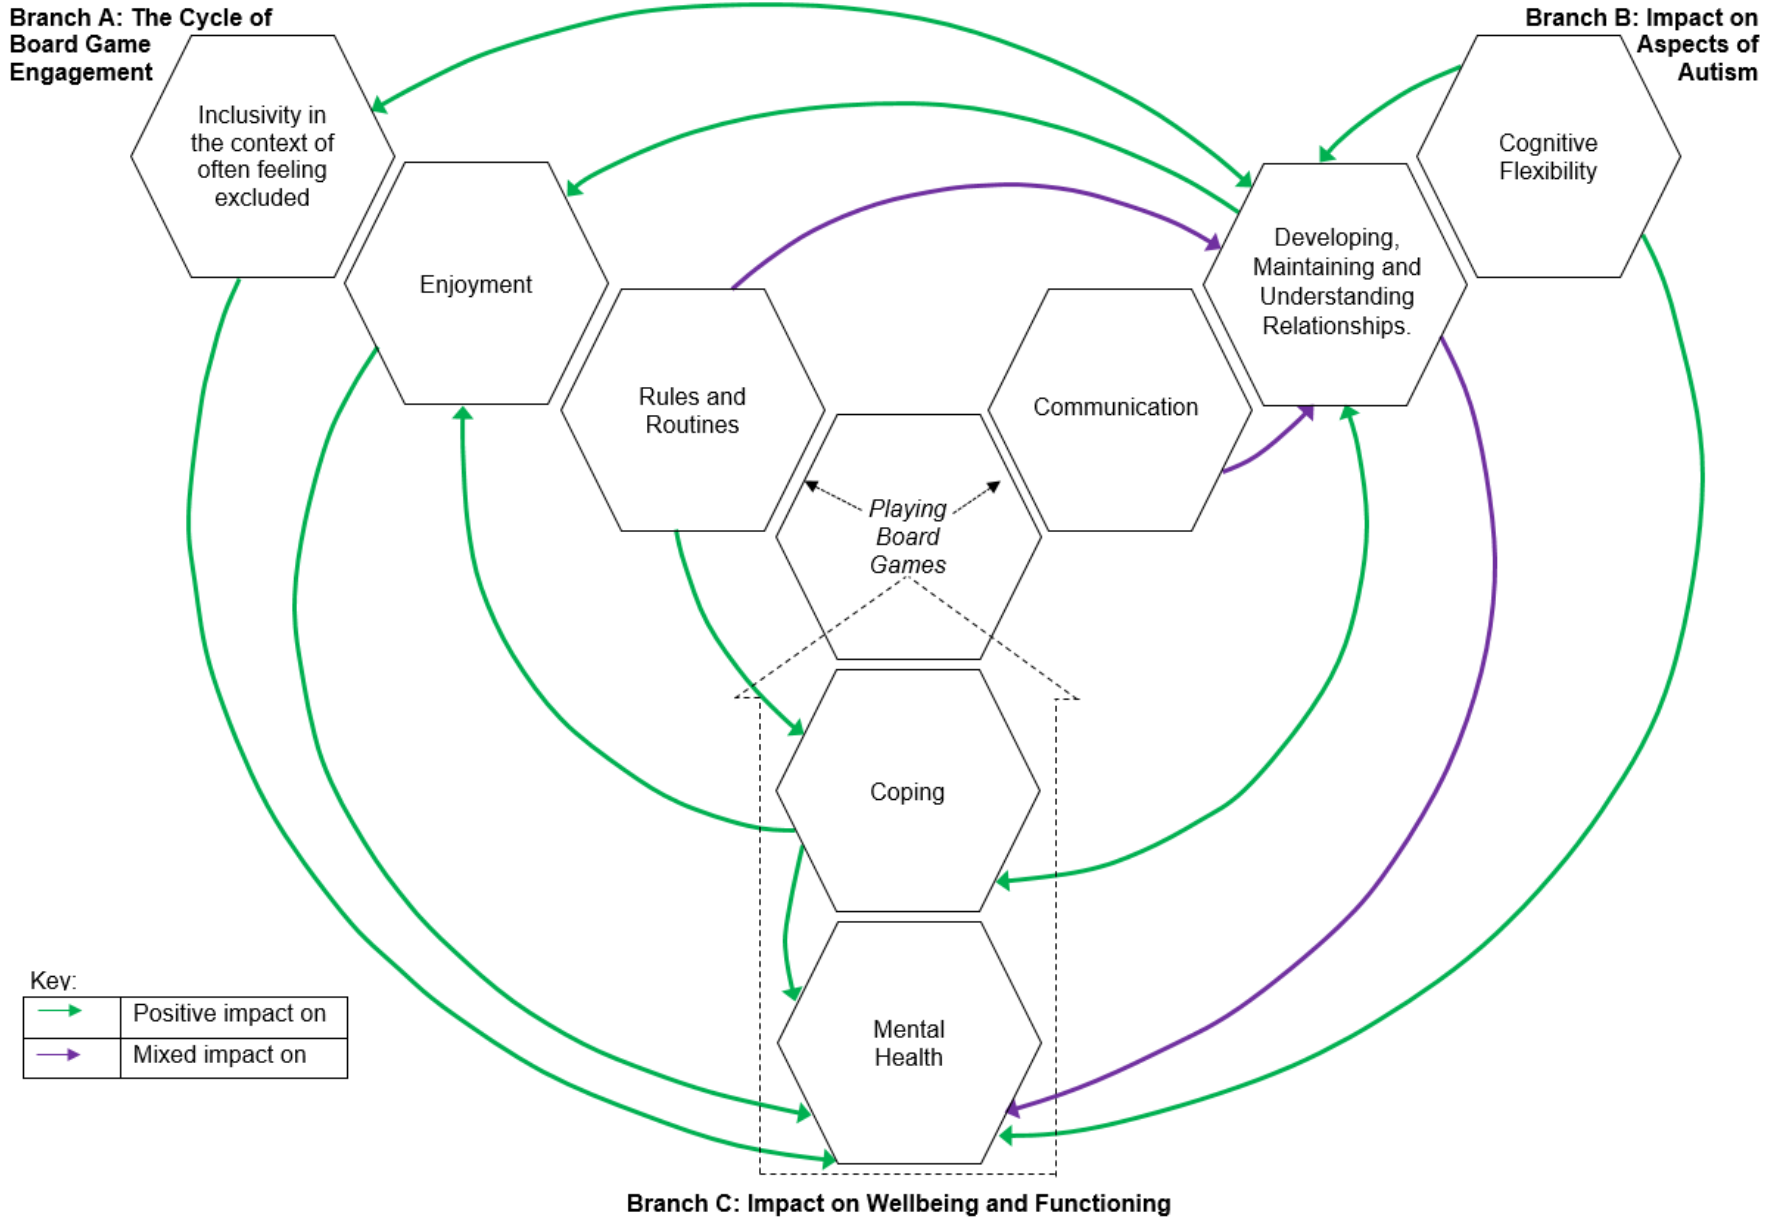 Branch A: The Cycle of
Board Game
Engagement
Branch B: Impact on
Aspects of
Autism
Inclusivity in
the context of
often feeling
excluded
Cognitive
Flexibility
Enjoyment
Developing,
Maintaining and
Understanding
Relationships.
Rules and
Routines
Communication
Playing
Board
Games
Coping
Mental
Health
Key:
Positive impact on
Mixed impact on
Branch C: Impact on Wellbeing and Functioning